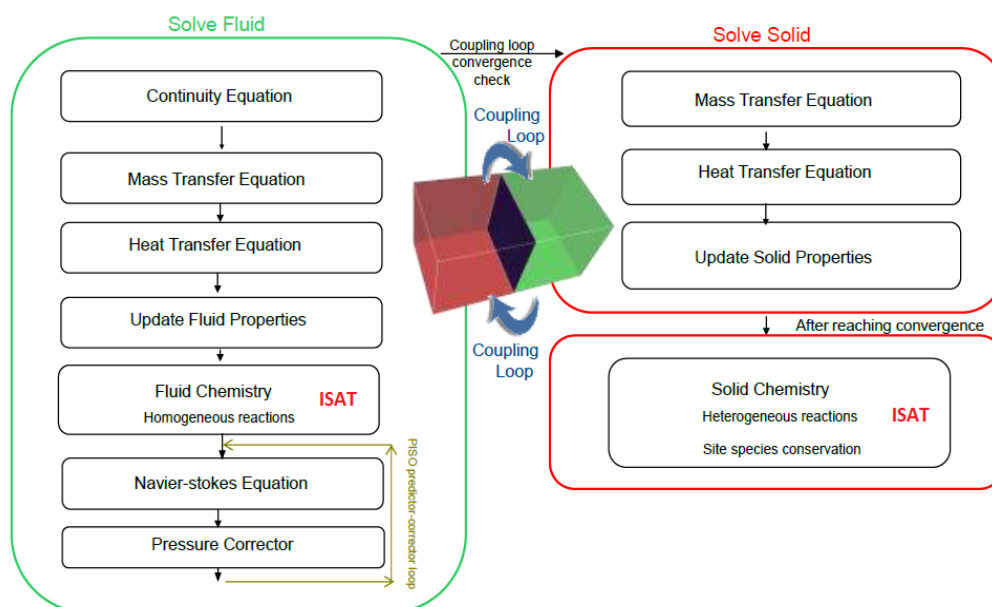 Solve Fluid
Continuity Equation
Mass Transfer Equation
Heat Transfer Equation
Update Fluid Properties
Fluid Chemistry
ISAT
Homogeneous reactions
Navier-stokes Equation
Pressure Corrector
PISO predictor-corrector loop
Coupling loop
convergence
check
Coupling
Loop
Coupling
Loop
Solve Solid
Mass Transfer Equation
Heat Transfer Equation
Update Solid Properties
After reaching convergence
Solid Chemistry
Heterogeneous reactions
ISAT
Site species conservation